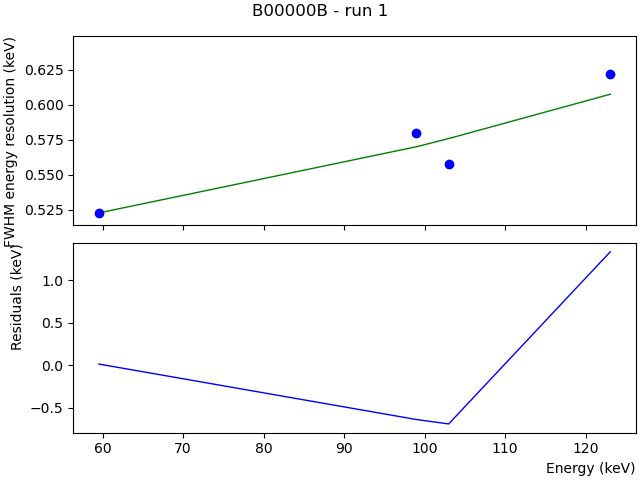 B00000B - run 1
FWHM energy resolution (keV)
0.625
0.600
0.575
0.550
0.525
Residuals (keV)
1.0
0.5
0.0
−0.5
60 70 80 90 100 110 120
Energy (keV)